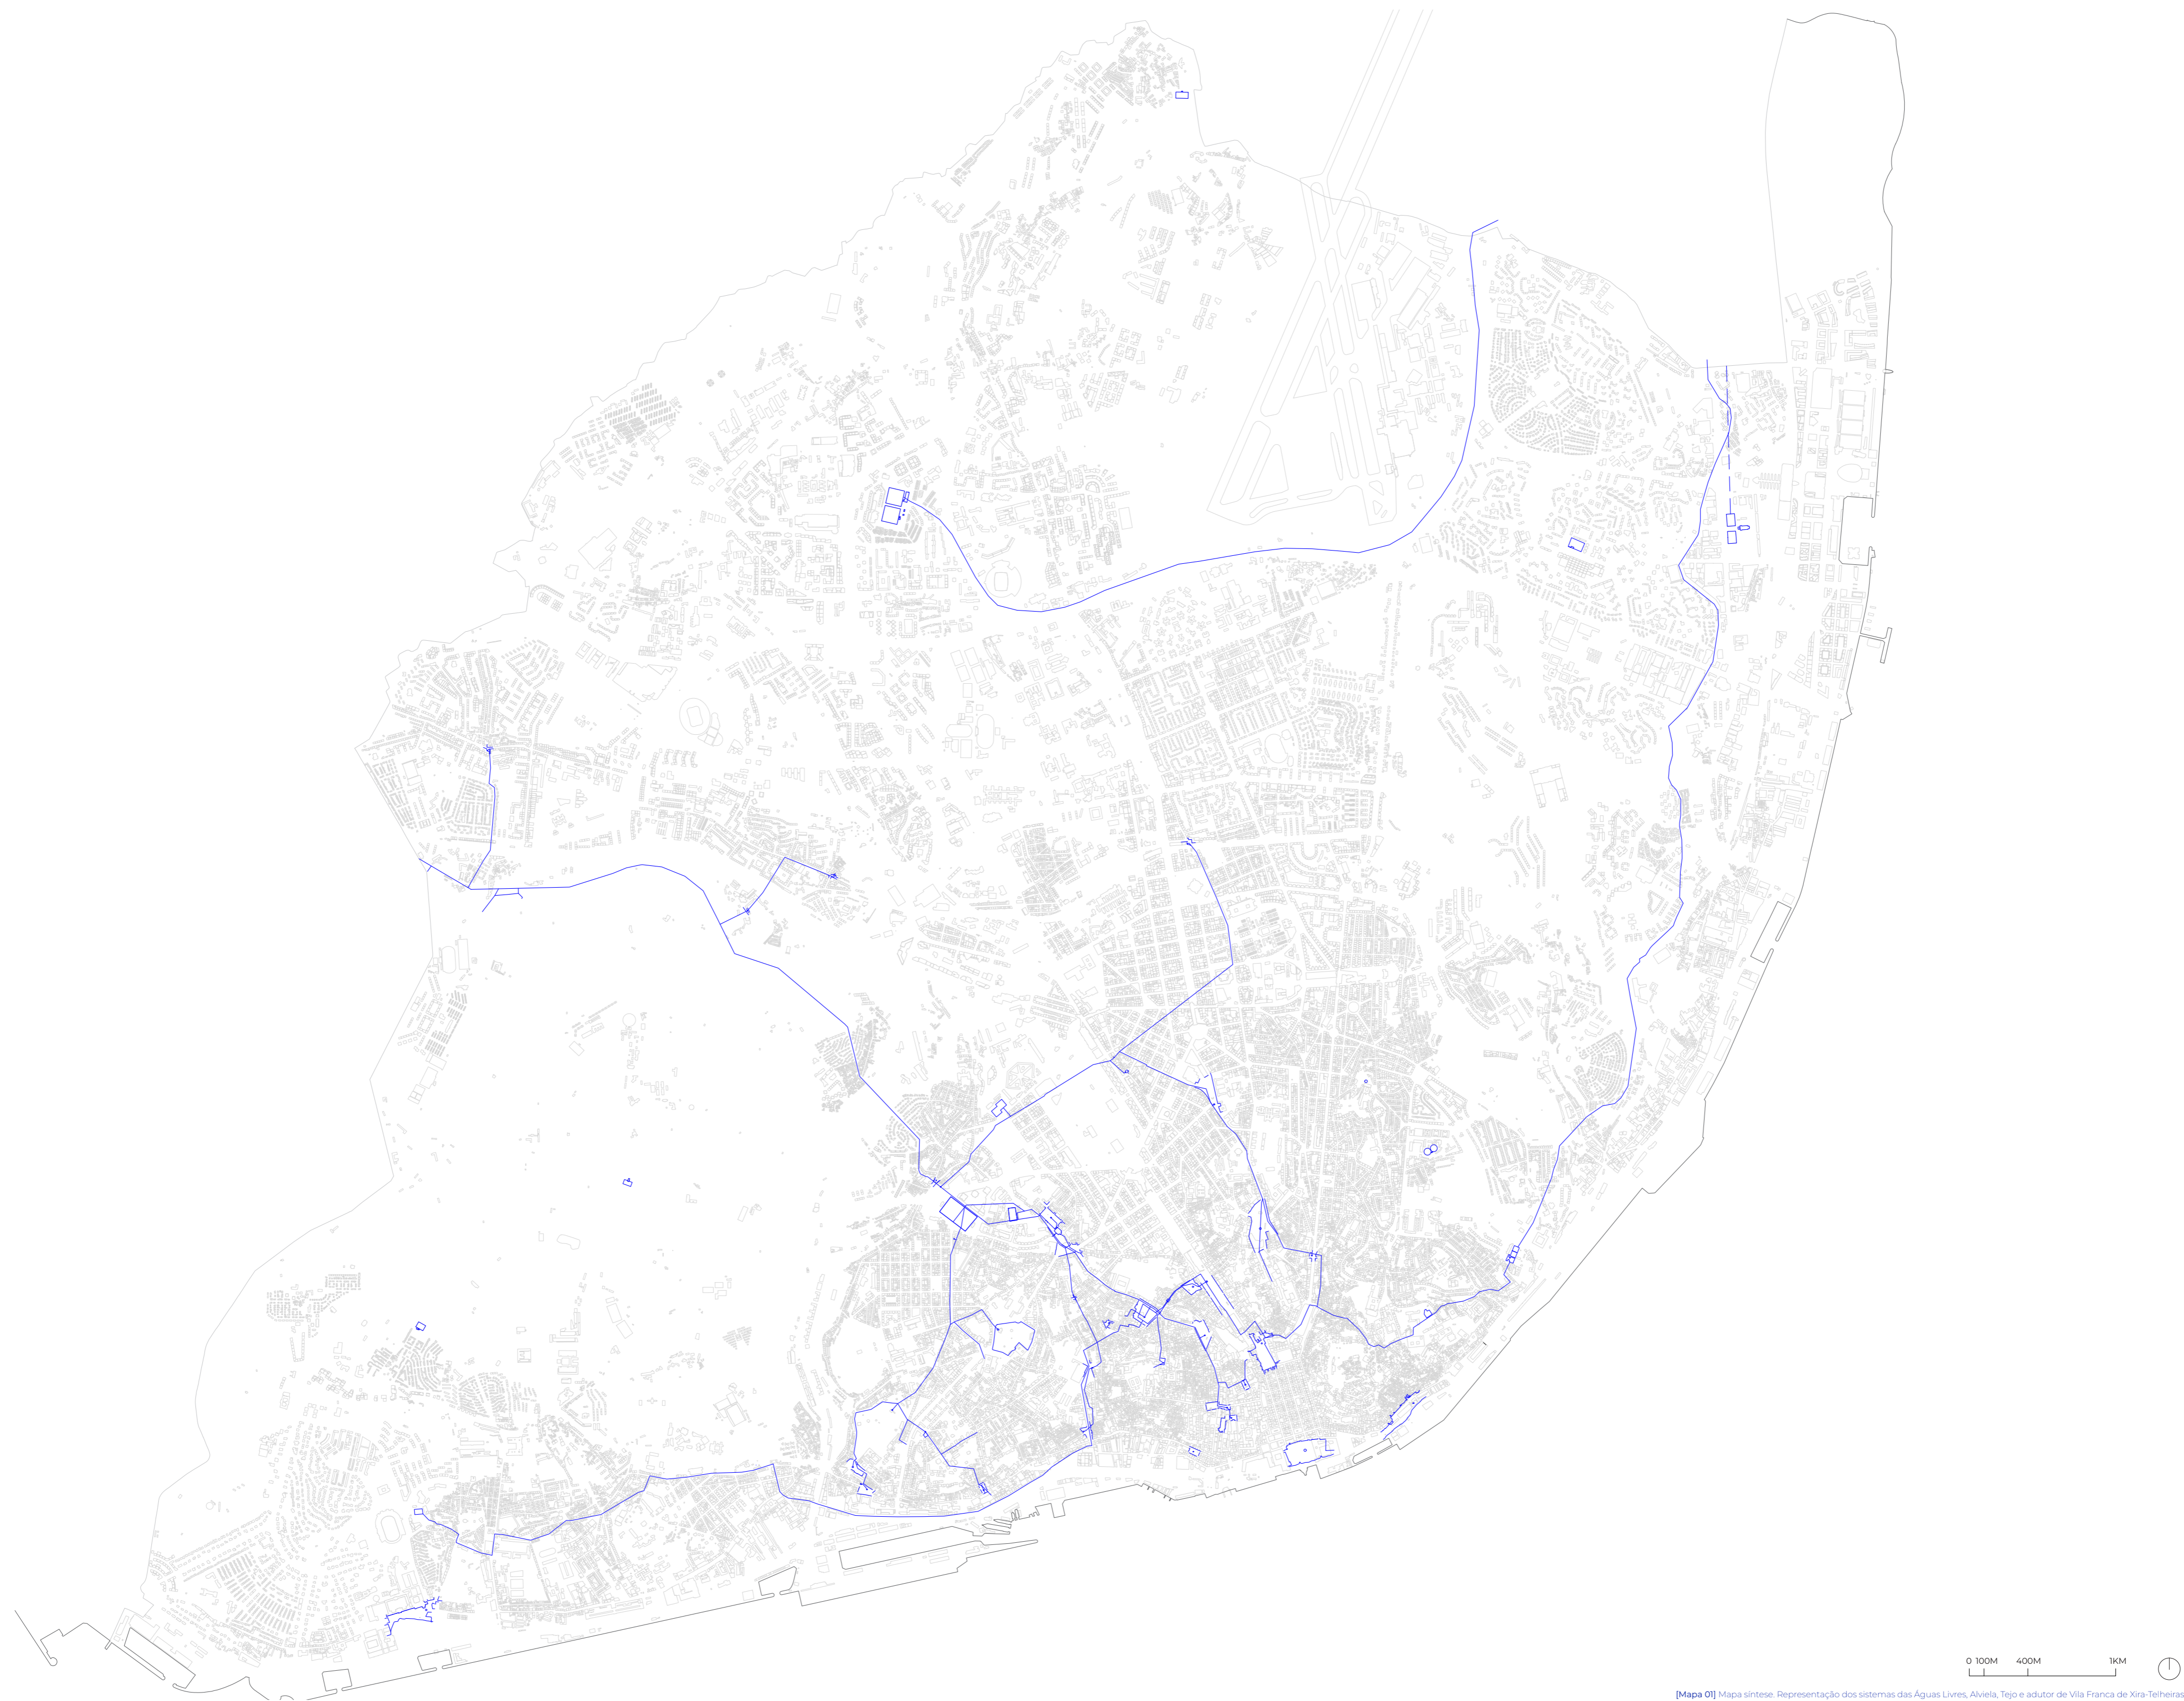 0 100M 400M 1KM
[Mapa 01] Mapa síntese. Representação dos sistemas das Águas Livres, Alviela, Tejo e adutor de Vila Franca de Xira-Telheiras